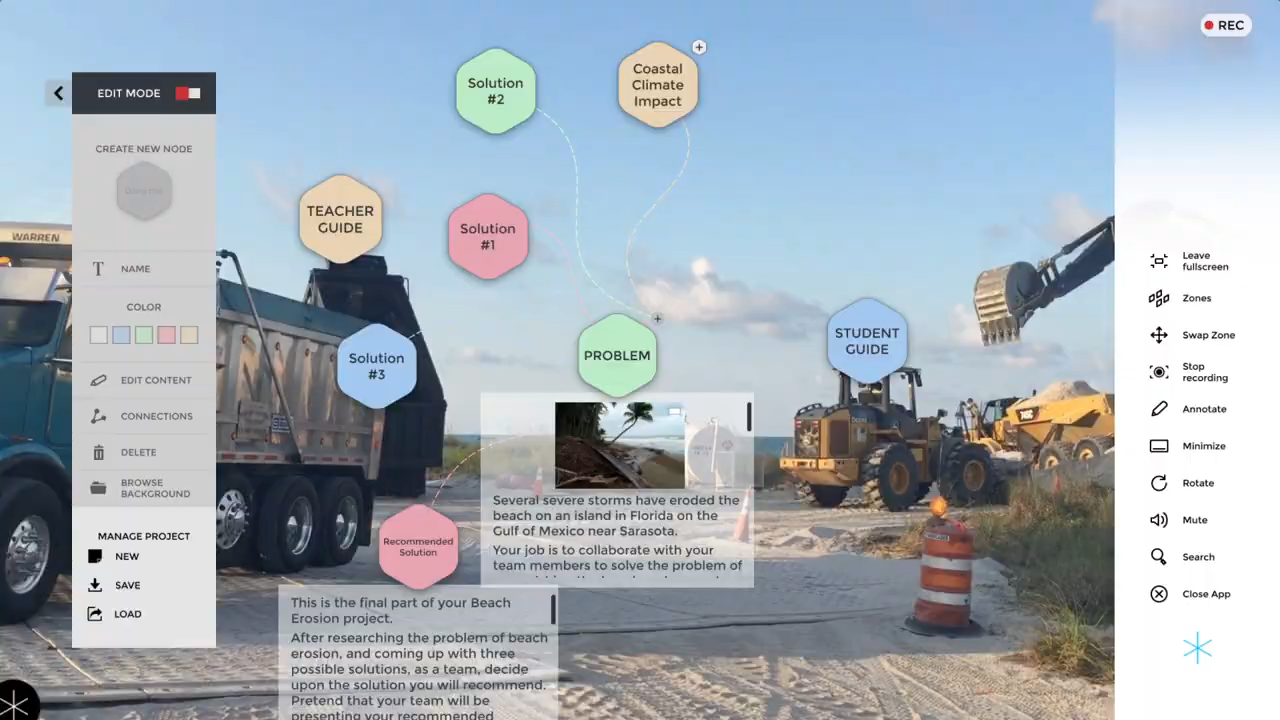 REC
EDIT MODE
CREATE NEW NODE
T NAME
COLOR
EDIT CONTENT
CONNECTIONS
DELETE
BROWSE
BACKGROUND
MANAGE PROJECT
NEW
SAVE
LOAD
WARREN
Solution
#2
Coastal
Climate
Impact
TEACHER
GUIDE
Solution
#1
Solution
#3
PROBLEM
STUDENT
GUIDE
Several severe storms have eroded the
beach on an island in Florida on the
Gulf of Mexico near Sarasota.
Your job is to collaborate with your
team members to solve the problem of
Recommended
Solution
This is the final part of your Beach
Erosion project.
After researching the problem of beach
erosion, and coming up with three
possible solutions, as a team, decide
upon the solution you will recommend.
Pretend that your team will be
presenting your recommended
Leave
fullscreen
Zones
Swap Zone
Stop
recording
Annotate
Minimize
Rotate
Mute
Search
Close App